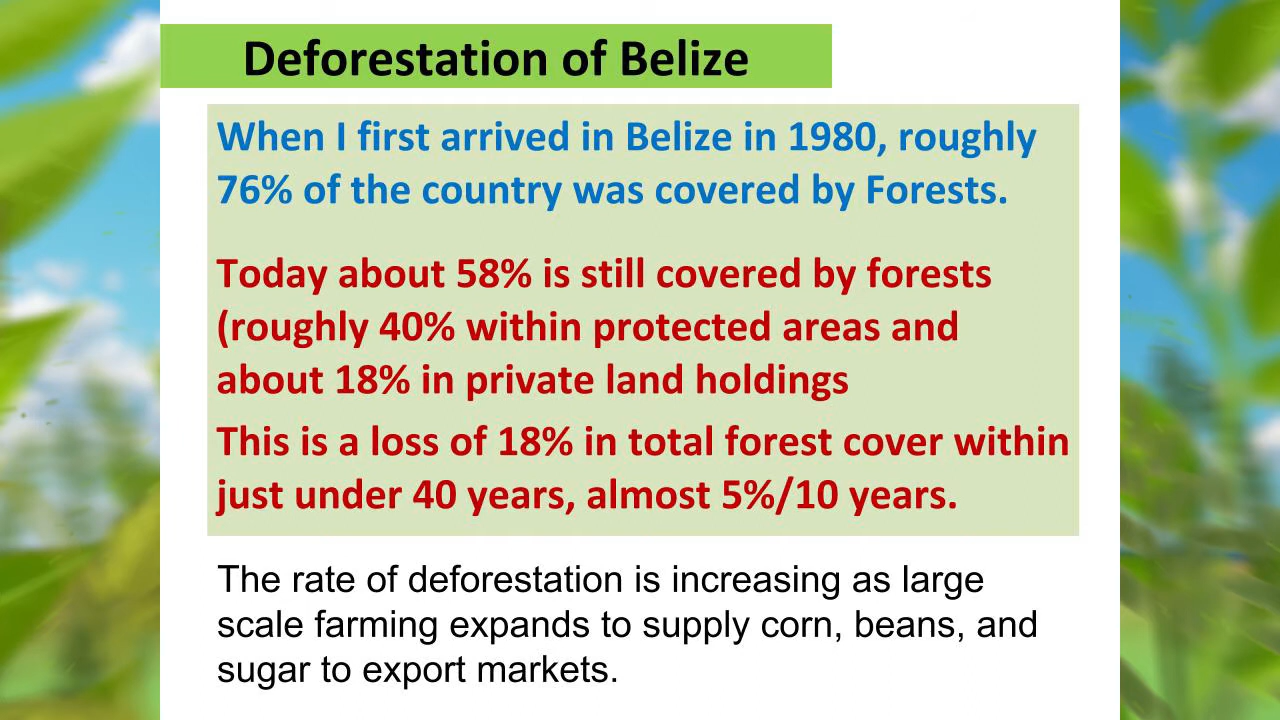 Deforestation of Belize
When I first arrived in Belize in 1980, roughly
76% of the country was covered by Forests.
Today about 58% is still covered by forests
(roughly 40% within protected areas and
about 18% in private land holdings
This is a loss of 18% in total forest cover within
just under 40 years, almost 5%/10 years.
The rate of deforestation is increasing as large
scale farming expands to supply corn, beans, and
sugar to export markets.